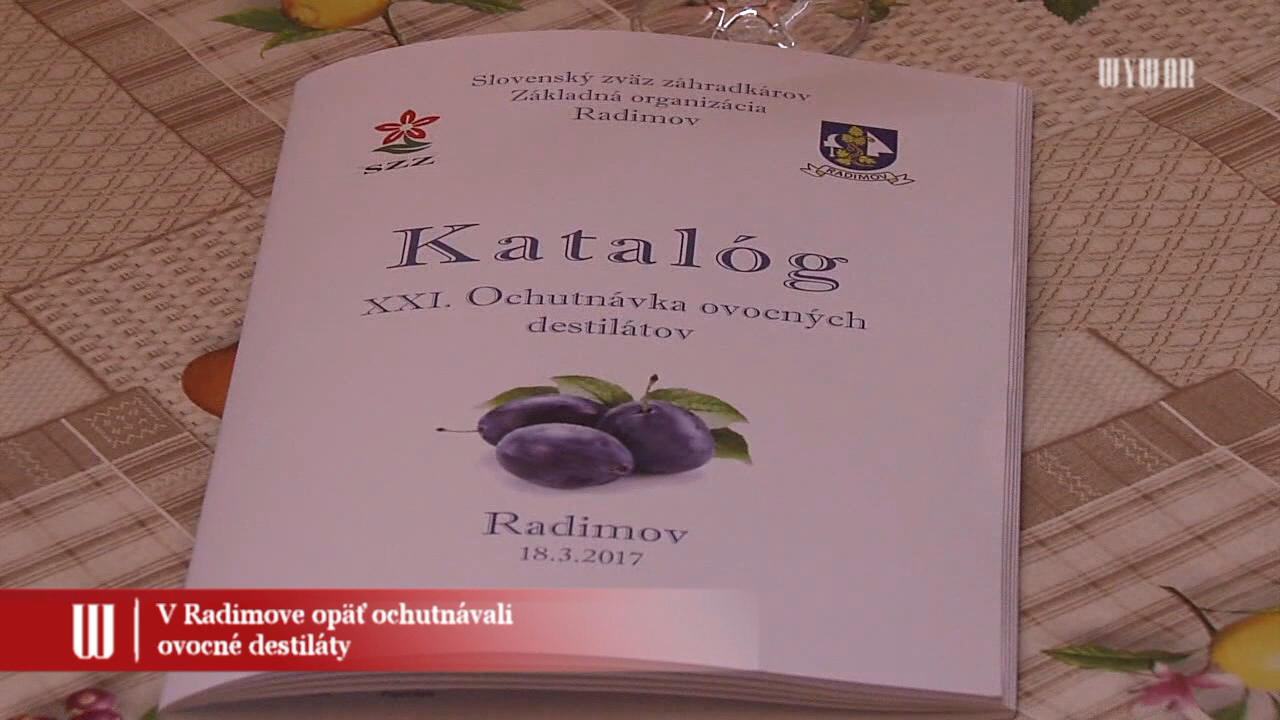 WYWAR
Slovenský zväz záhradkárov
Základná organizácia
Radimov
SZZ
RADIMOV
Katalóg
XXI. Ochutnávka ovocných
destilátov
Radimov
18.3.2017
W
V Radimove opäť ochutnávali
ovocné destiláty